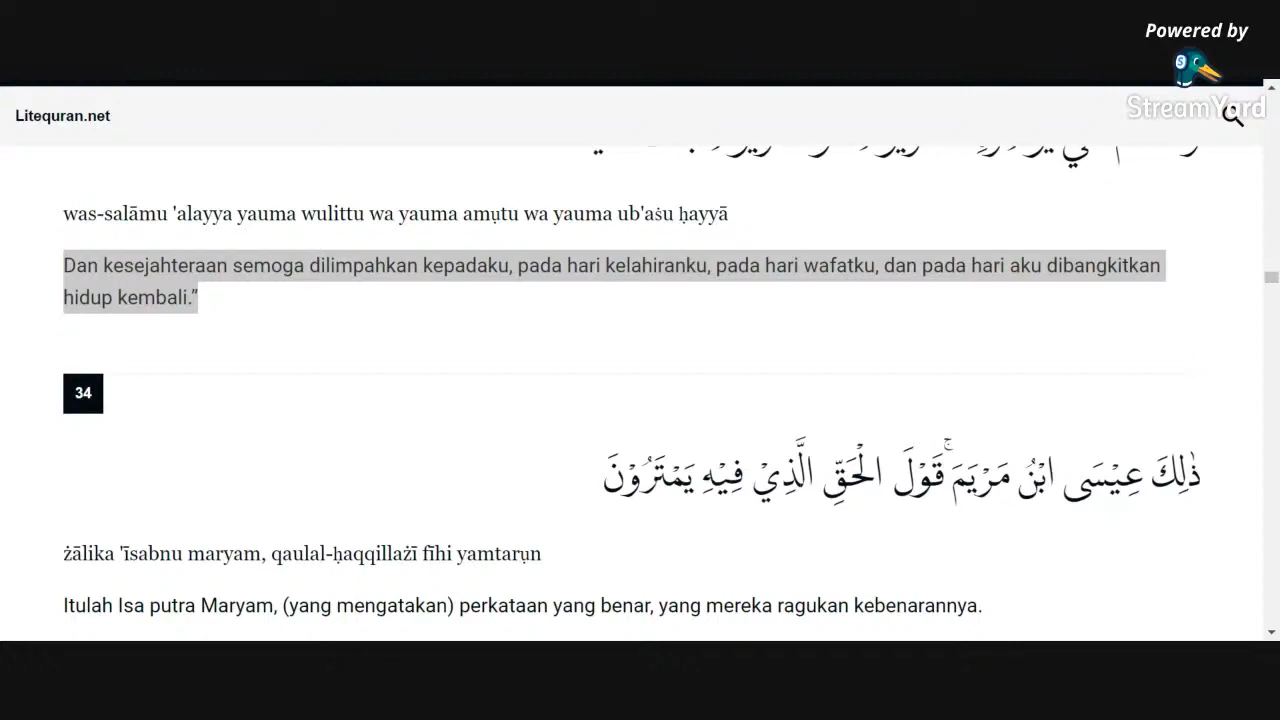 Powered by
StreamYard
Litequran.net
was-salāmu 'alayya yauma wulittu wa yauma amụtu wa yauma ub'aṡu ḥayyā
Dan kesejahteraan semoga dilimpahkan kepadaku, pada hari kelahiranku, pada hari wafatku, dan pada hari aku dibangkitkan
hidup kembali.”
34
ذٰلِكَ عِيْسَى ابْنُ مَرْيَمَ ۚقَوْلَ الْحَقِّ الَّذِيْ فِيْهِ يَمْتَرُوْنَ
żālika 'īsabnu maryam, qaulal-ḥaqqillażī fīhi yamtarụn
Itulah Isa putra Maryam, (yang mengatakan) perkataan yang benar, yang mereka ragukan kebenarannya.